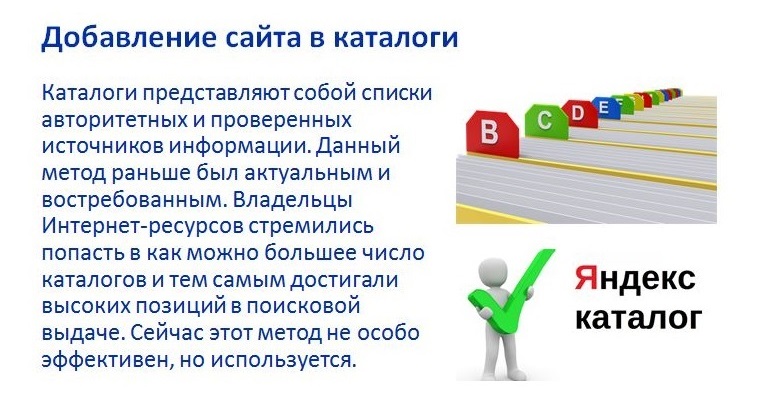 Добавление сайта в каталоги
Каталоги представляют собой списки
авторитетных и проверенных
источников информации. Данный
метод раньше был актуальным и
востребованным. Владельцы
Интернет-ресурсов стремились
попасть в как можно большее число
каталогов и тем самым достигали
высоких позиций в поисковой
выдаче. Сейчас этот метод не особо
эффективен, но используется.
B C D E
Яндекс
каталог